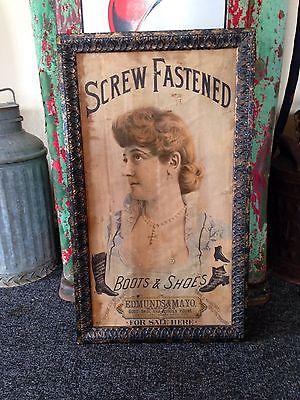 SCREW FASTENED
BOOTS & SHOES
EDMUNDS & MAYO.
FOR SALE HERE